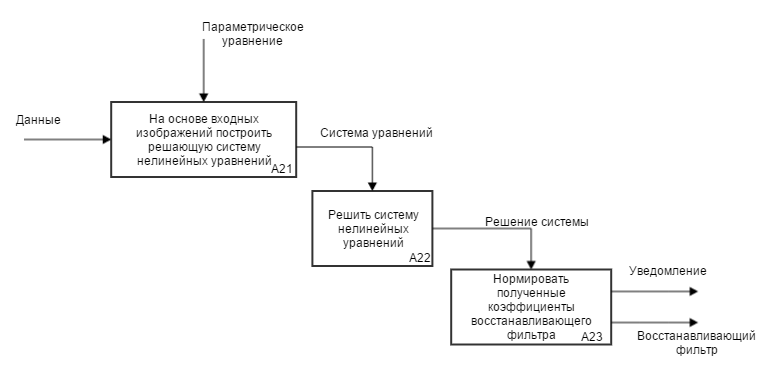 Параметрическое
уравнение
Данные
На основе входных
изображений построить
решающую систему
нелинейных уравнений
A21
Система уравнений
Решить систему
нелинейных
уравнений
A22
Решение системы
Нормировать
полученные
коэффициенты
восстанавливающего
фильтра
A23
Уведомление
Восстанавливающий
фильтр